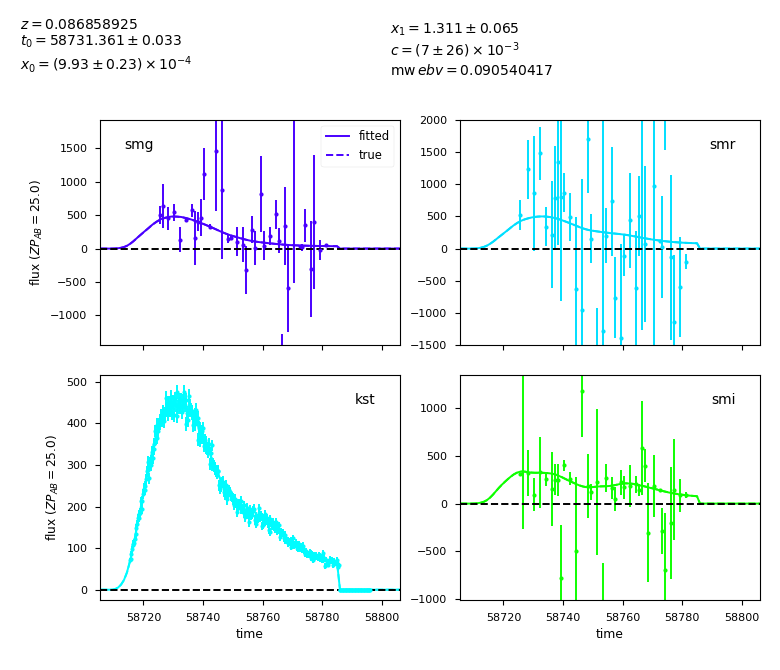 z = 0.086858925
t₀ = 58731.361 ± 0.033
x₀ = (9.93 ± 0.23) × 10⁻⁴
x₁ = 1.311 ± 0.065
c = (7 ± 26) × 10⁻³
mw ebv = 0.090540417
smg
fitted
true
1500
1000
500
0
−500
−1000
flux (ZP_AB = 25.0)
smr
2000
1500
1000
500
0
−500
−1000
−1500
kst
500
400
300
200
100
0
flux (ZP_AB = 25.0)
58720 58740 58760 58780 58800
time
smi
1000
500
0
−500
−1000
58720 58740 58760 58780 58800
time